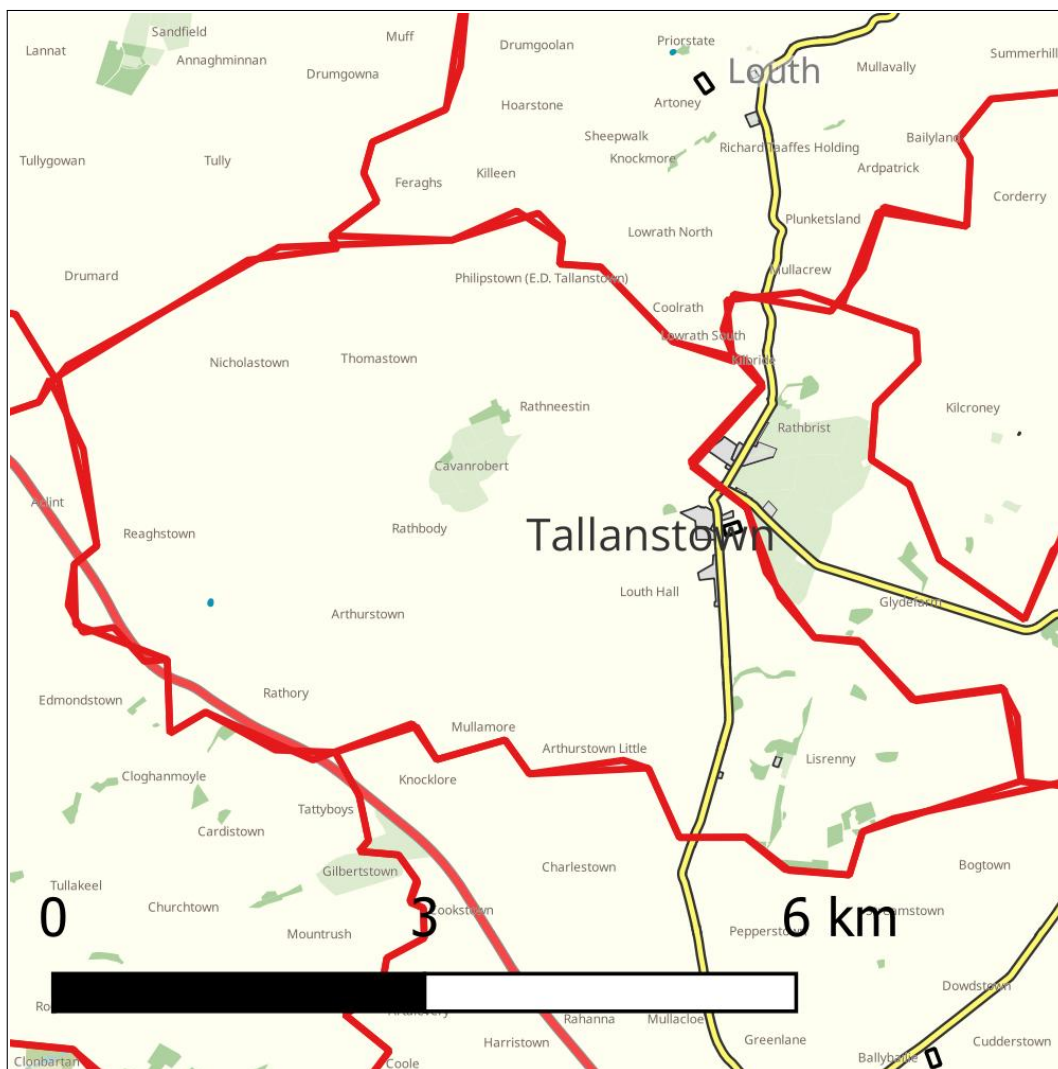 Sandfield
Lannat
Annaghminnan
Muff
Drumgoolan
Priorstate
Summerhill
Drumgowna
Louth
Mullavally
Hoarstone
Artoney
Sheepwalk
Bailyland
Tullygowan
Tully
Knockmore
Richard Taaffes Holding
Ardpatrick
Killeen
Feraghs
Corderry
Plunketsland
Lowrath North
Drumard
Philipstown (E.D. Tallanstown)
Mullacrew
Coolrath
Lowrath South
Nicholastown
Thomastown
Kilbride
Rathneestin
Kilcroney
Rathbrist
Cavanrobert
Reaghstown
Rathbody
Tallanstown
Louth Hall
Glydefarm
Arthurstown
Edmondstown
Rathory
Mullamore
Arthurstown Little
Lisrenny
Cloghanmoyle
Knocklore
Tattyboys
Cardistown
Charlestown
Bogtown
Gilbertstown
Tullakeel
Churchtown
Cookstown
0
3
6 km
Mountrush
Pepperstown
Dowdstown
Rahanna
Mullacloe
Harristown
Greenlane
Cudderstown
Ballybailie
Clonbartan
Coole